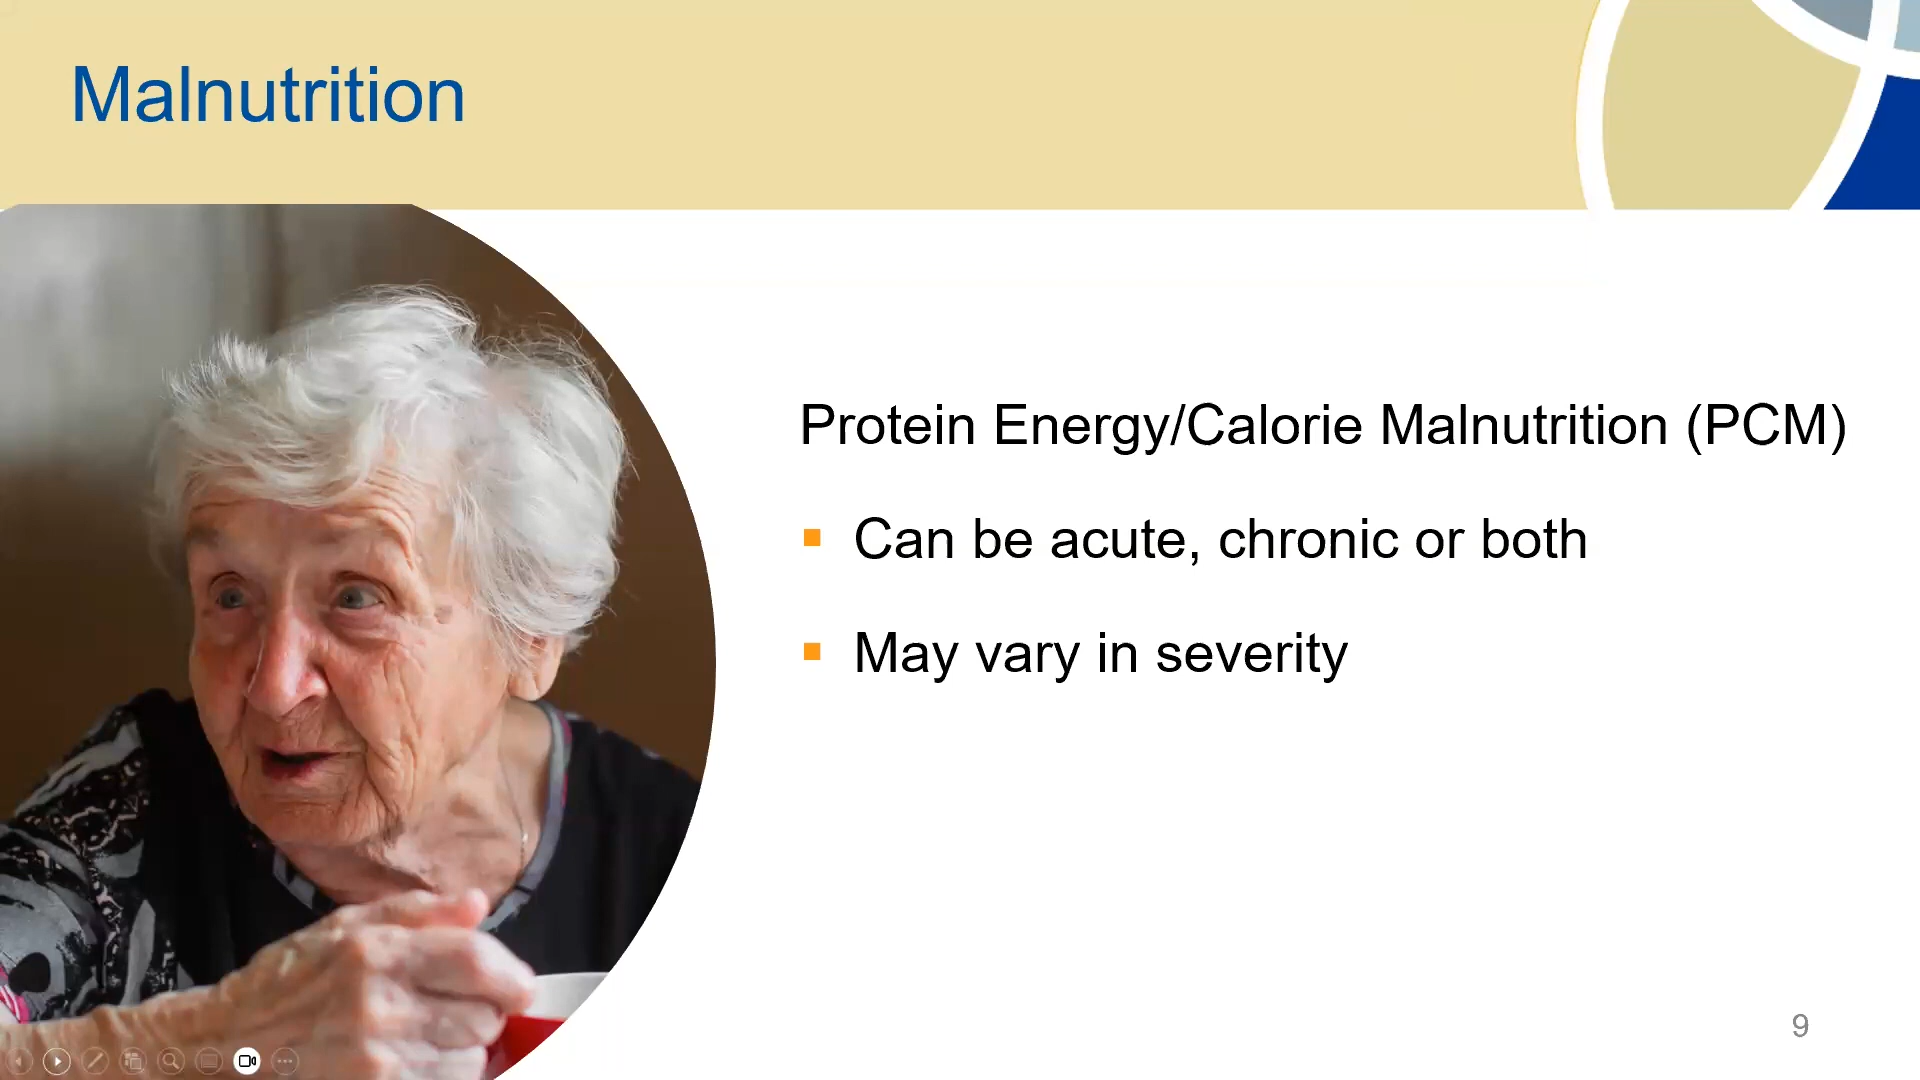 Malnutrition
Protein Energy/Calorie Malnutrition (PCM)
Can be acute, chronic or both
May vary in severity
9